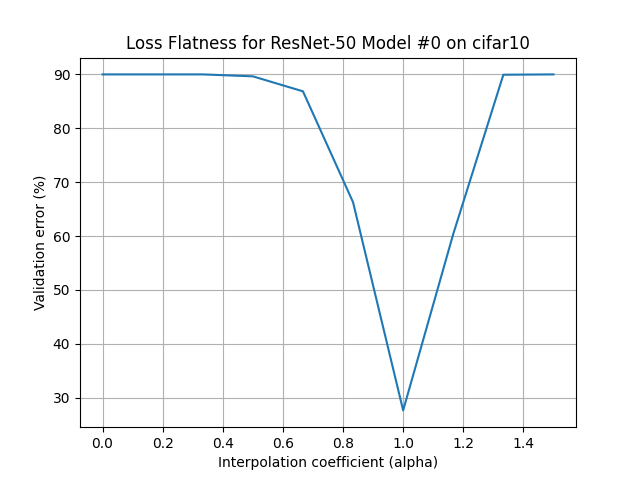 Loss Flatness for ResNet-50 Model #0 on cifar10
90
80
70
60
50
40
30
Validation error (%)
0.0 0.2 0.4 0.6 0.8 1.0 1.2 1.4
Interpolation coefficient (alpha)